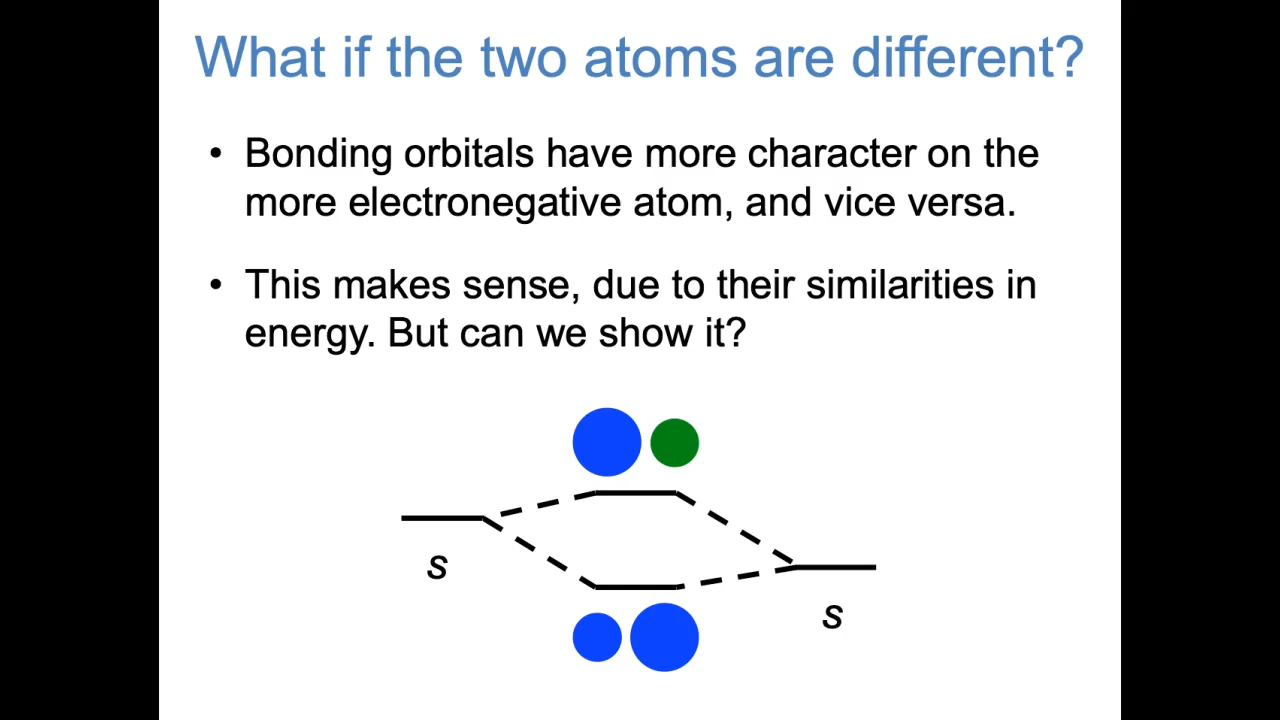 What if the two atoms are different?
• Bonding orbitals have more character on the
more electronegative atom, and vice versa.
• This makes sense, due to their similarities in
energy. But can we show it?
s
s